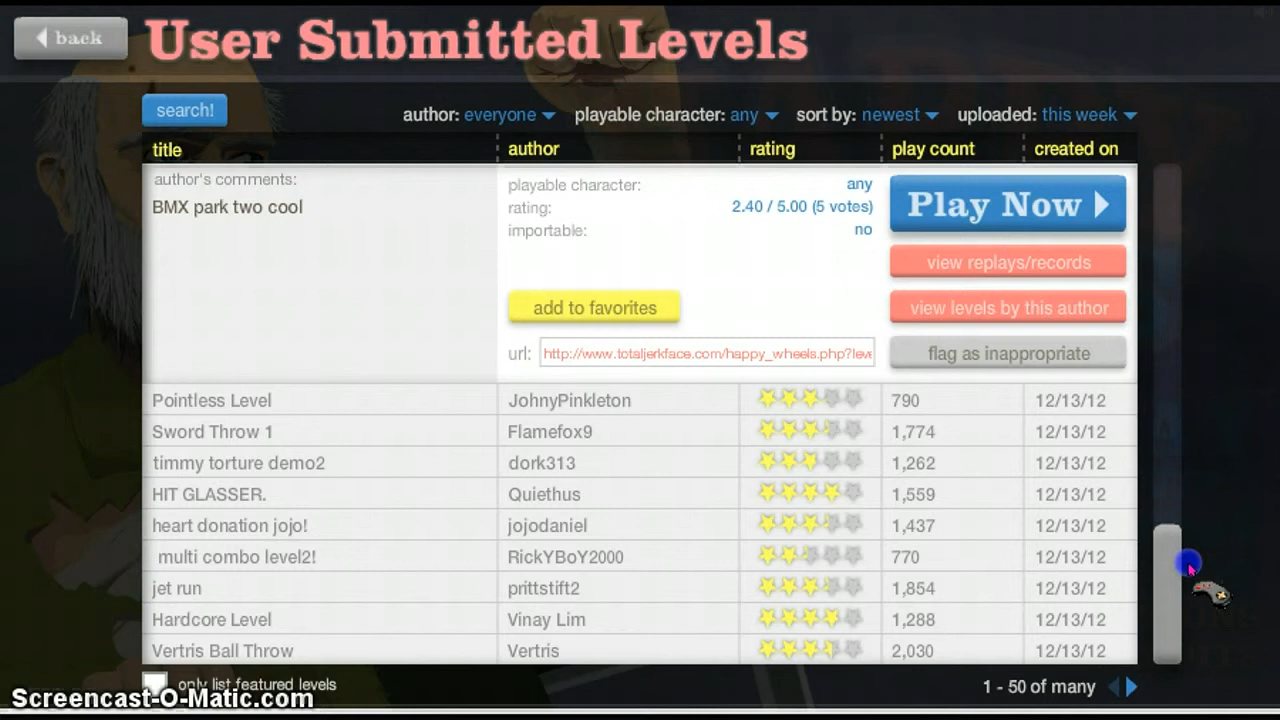 back
User Submitted Levels
search!
author: everyone
playable character: any
sort by: newest
uploaded: this week
title author rating play count created on
author's comments:
BMX park two cool
playable character: any
rating: 2.40 / 5.00 (5 votes)
importable: no
add to favorites
url: http://www.totaljerkface.com/happy_wheels.php?leve
Play Now
view replays/records
view levels by this author
flag as inappropriate
Pointless Level JohnyPinkleton 790 12/13/12
Sword Throw 1 Flamefox9 1,774 12/13/12
timmy torture demo2 dork313 1,262 12/13/12
HIT GLASSER. Quiethus 1,559 12/13/12
heart donation jojo! jojodaniel 1,437 12/13/12
multi combo level2! RickYBoY2000 770 12/13/12
jet run prittstift2 1,854 12/13/12
Hardcore Level Vinay Lim 1,288 12/13/12
Vertris Ball Throw Vertris 2,030 12/13/12
only list featured levels
1 - 50 of many
Screencast-O-Matic.com